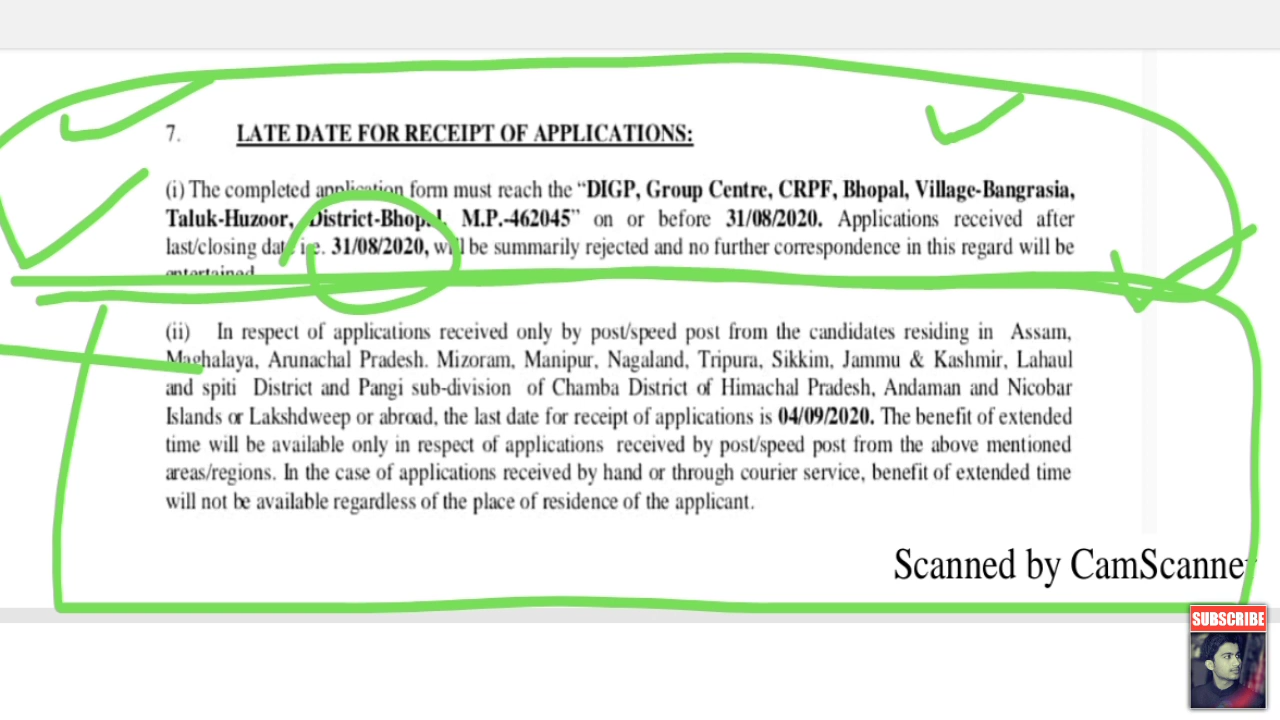 7. LATE DATE FOR RECEIPT OF APPLICATIONS:
(i) The completed application form must reach the “DIGP, Group Centre, CRPF, Bhopal, Village-Bangrasia,
Taluk-Huzoor, District-Bhopal, M.P.-462045” on or before 31/08/2020. Applications received after
last/closing date i.e. 31/08/2020, will be summarily rejected and no further correspondence in this regard will be
entertained
(ii) In respect of applications received only by post/speed post from the candidates residing in Assam,
Maghalaya, Arunachal Pradesh. Mizoram, Manipur, Nagaland, Tripura, Sikkim, Jammu & Kashmir, Lahaul
and spiti District and Pangi sub-division of Chamba District of Himachal Pradesh, Andaman and Nicobar
Islands or Lakshdweep or abroad, the last date for receipt of applications is 04/09/2020. The benefit of extended
time will be available only in respect of applications received by post/speed post from the above mentioned
areas/regions. In the case of applications received by hand or through courier service, benefit of extended time
will not be available regardless of the place of residence of the applicant.
Scanned by CamScanner
SUBSCRIBE